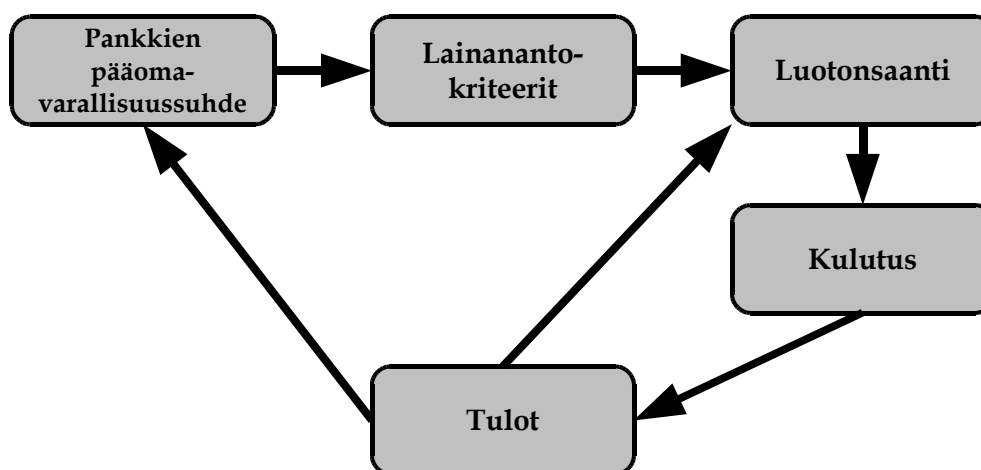 Pankkien
pääoma-
varallisuussuhde
Lainananto-
kriteerit
Luotonsaanti
Kulutus
Tulot